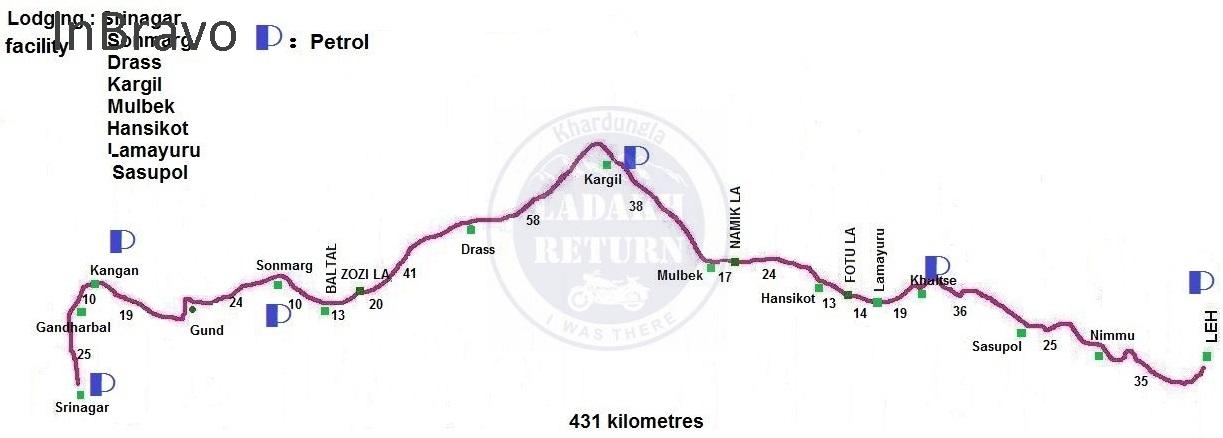 Lodging : Srinagar
InBravo
facility Sonmarg
: Petrol
Drass
Kargil
Mulbek
Hansikot
Lamayuru
Sasupol
Khardungla
LADAKH
RETURN
I WAS THERE
Kargil
58
38
Drass
41
NAMIK LA
Mulbek
17
24
FOTU LA
Lamayuru
Hansikot
13
14
19
Khaltse
36
Kangan
10
19
Gandharbal
25
Srinagar
Gund
24
Sonmarg
10
BALTAL
13
ZOZI LA
20
Sasupol
25
Nimmu
35
LEH
431 kilometres